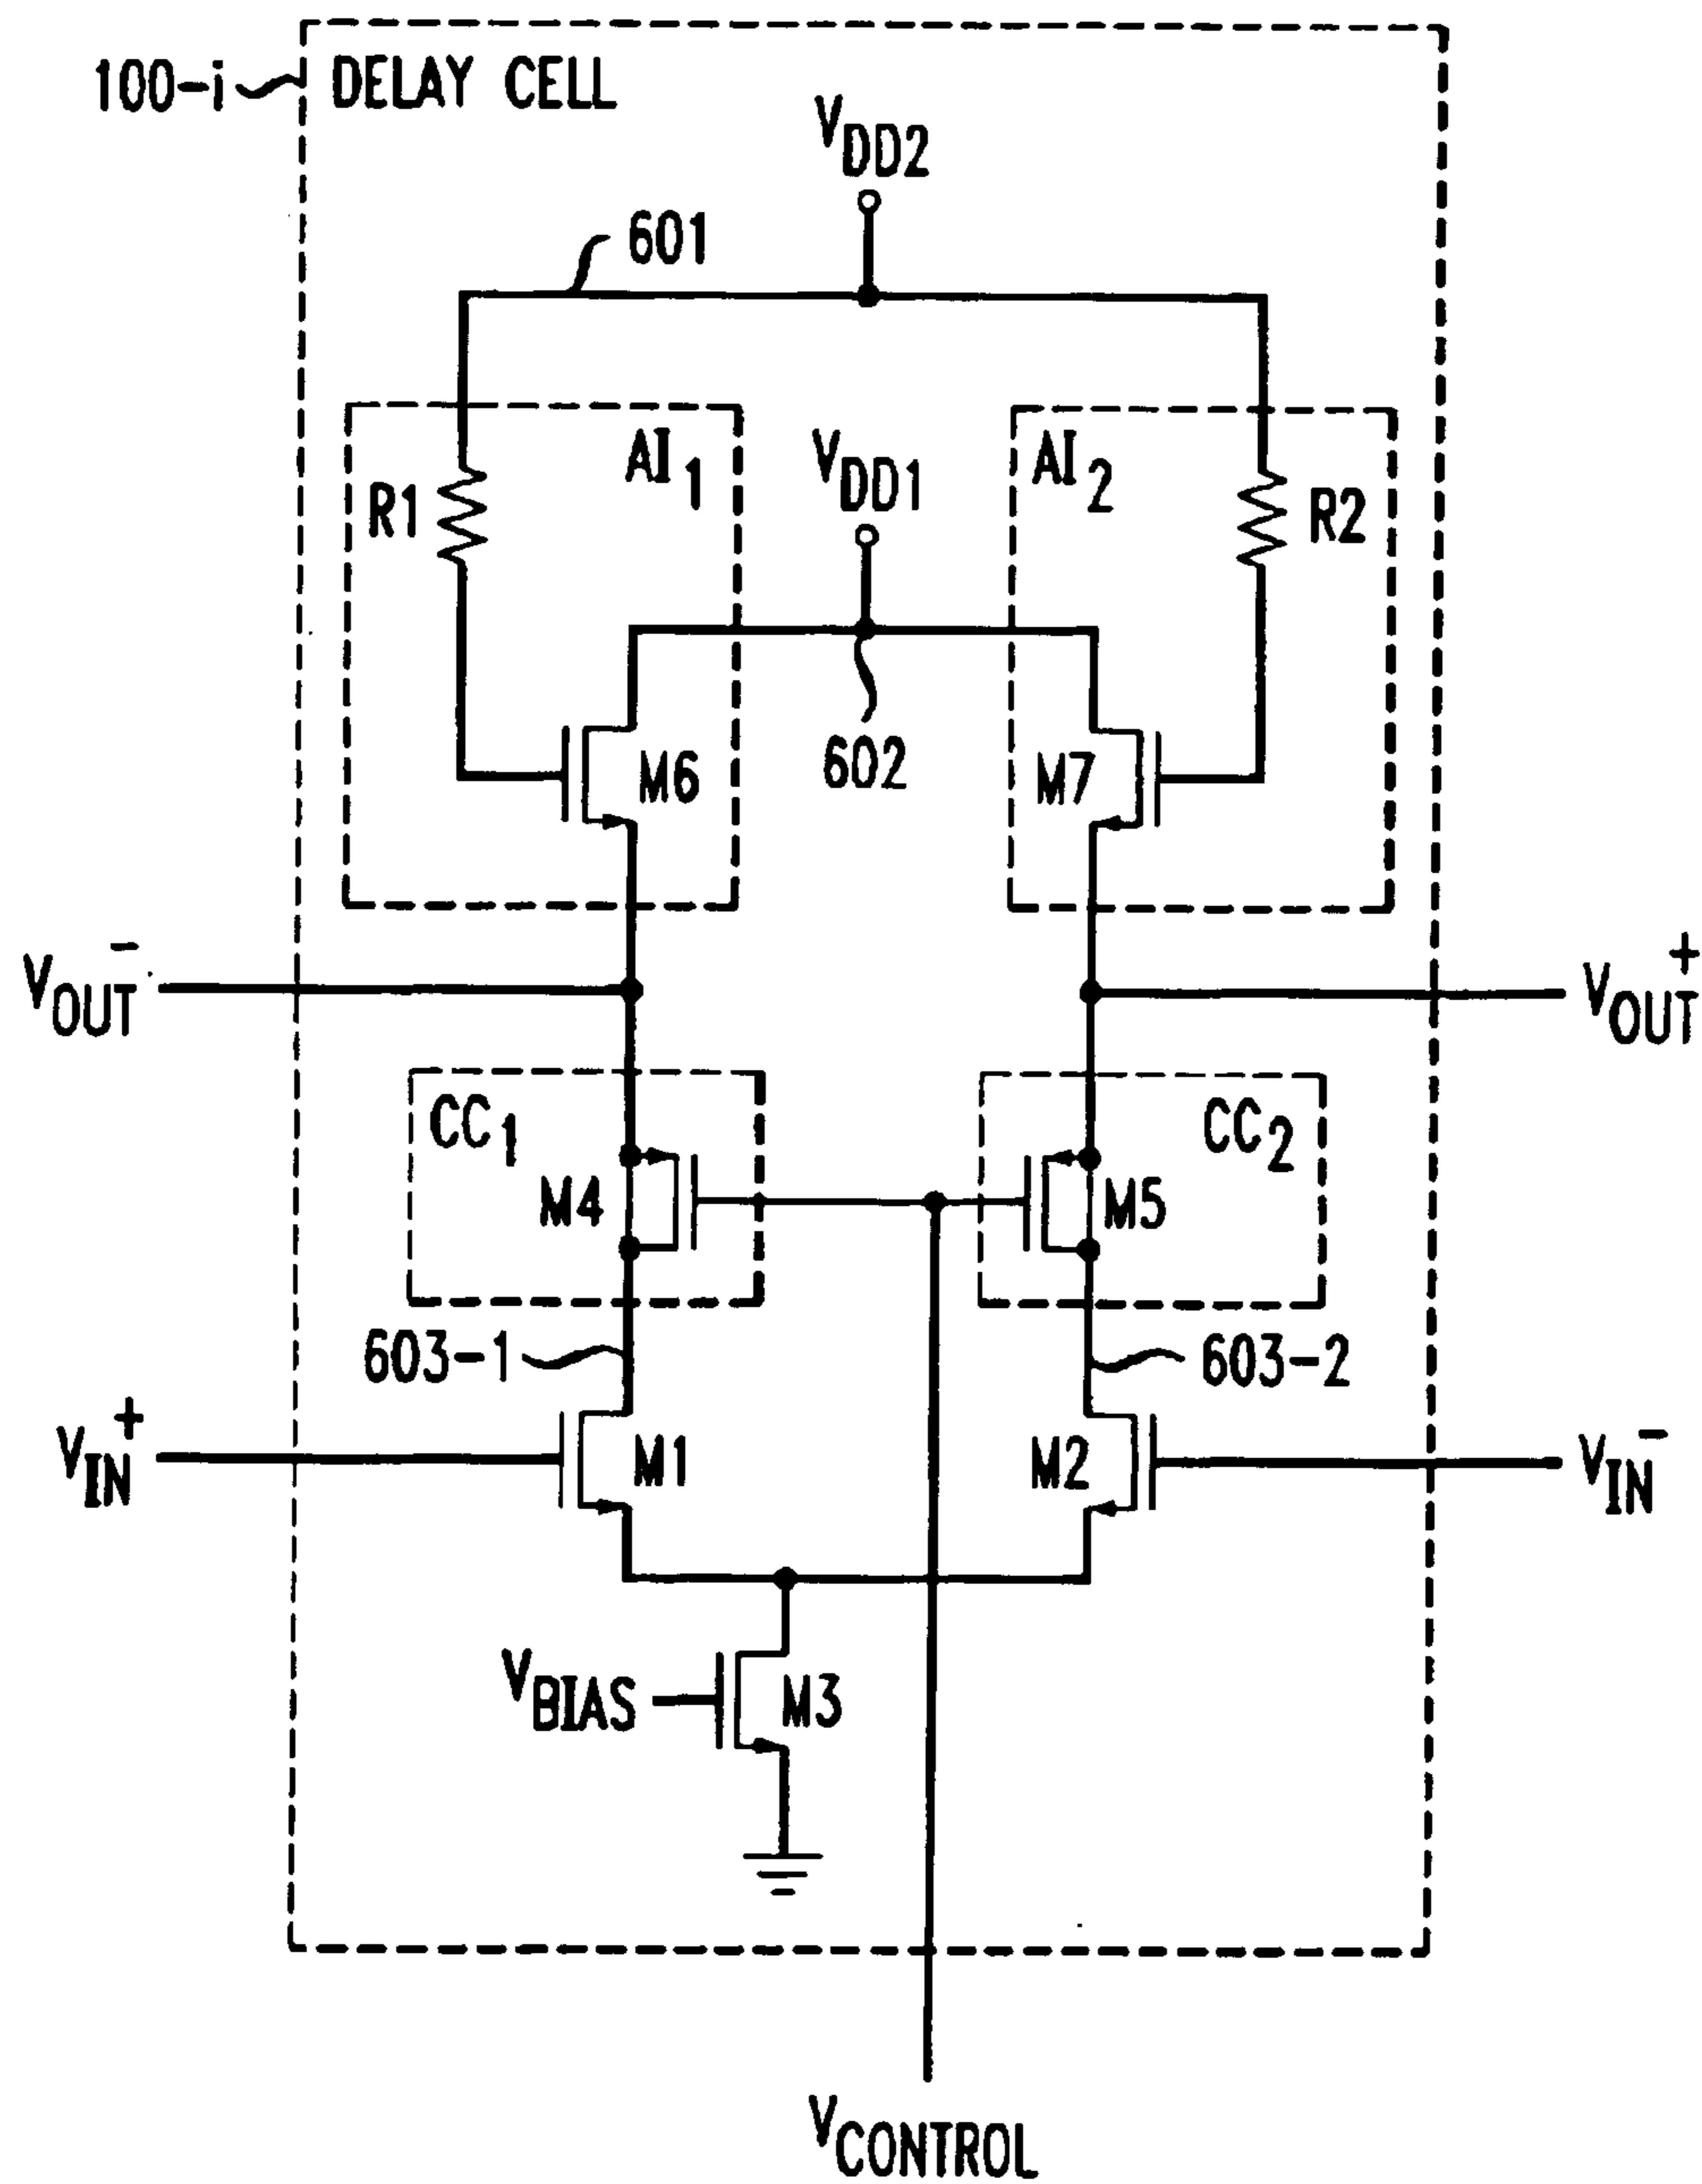 100-i
DELAY CELL
VDD2
601
AI1
VDD1
AI2
R1
R2
M6
602
M7
VOUT-
VOUT+
CC1
CC2
M4
M5
603-1
603-2
VIN+
M1
M2
VIN-
VBIAS
M3
VCONTROL